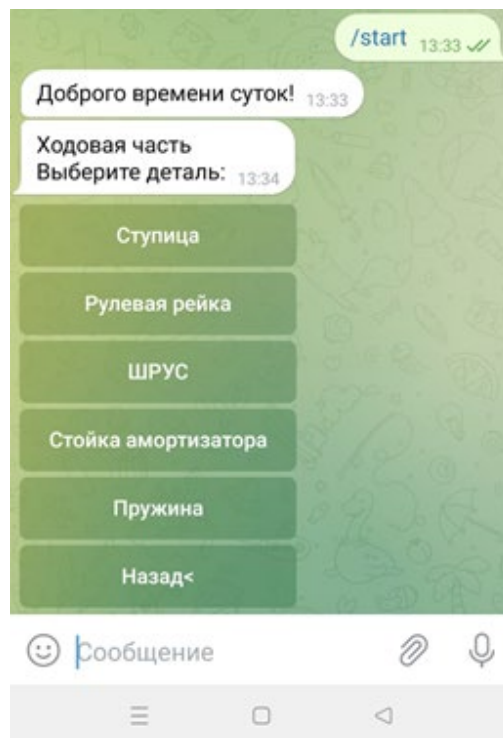 /start 13:33
Доброго времени суток! 13:33
Ходовая часть
Выберите деталь: 13:34
Ступица
Рулевая рейка
ШРУС
Стойка амортизатора
Пружина
Назад<
Сообщение